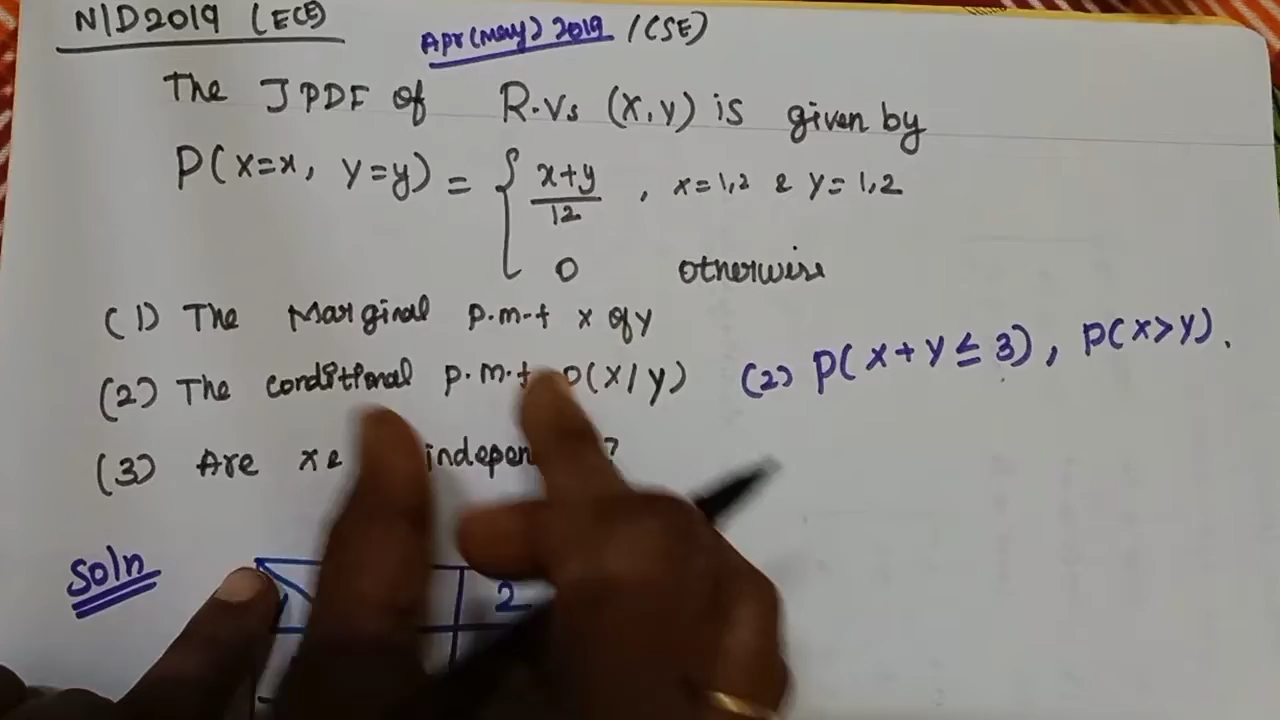 N/D2019 (ECE)
Apr(May) 2019 /(CSE)
The JPDF of R.Vs (X,Y) is given by
P(X=x, Y=y) = { x+y/12 , x=1,2 & y=1,2
0 otherwise
(1) The Marginal p.m.f x of y
(2) The conditional p.m.f P(X/Y)
(2) P(X+Y≤3), P(X>Y).
(3) Are x & indepen ?
Soln
2